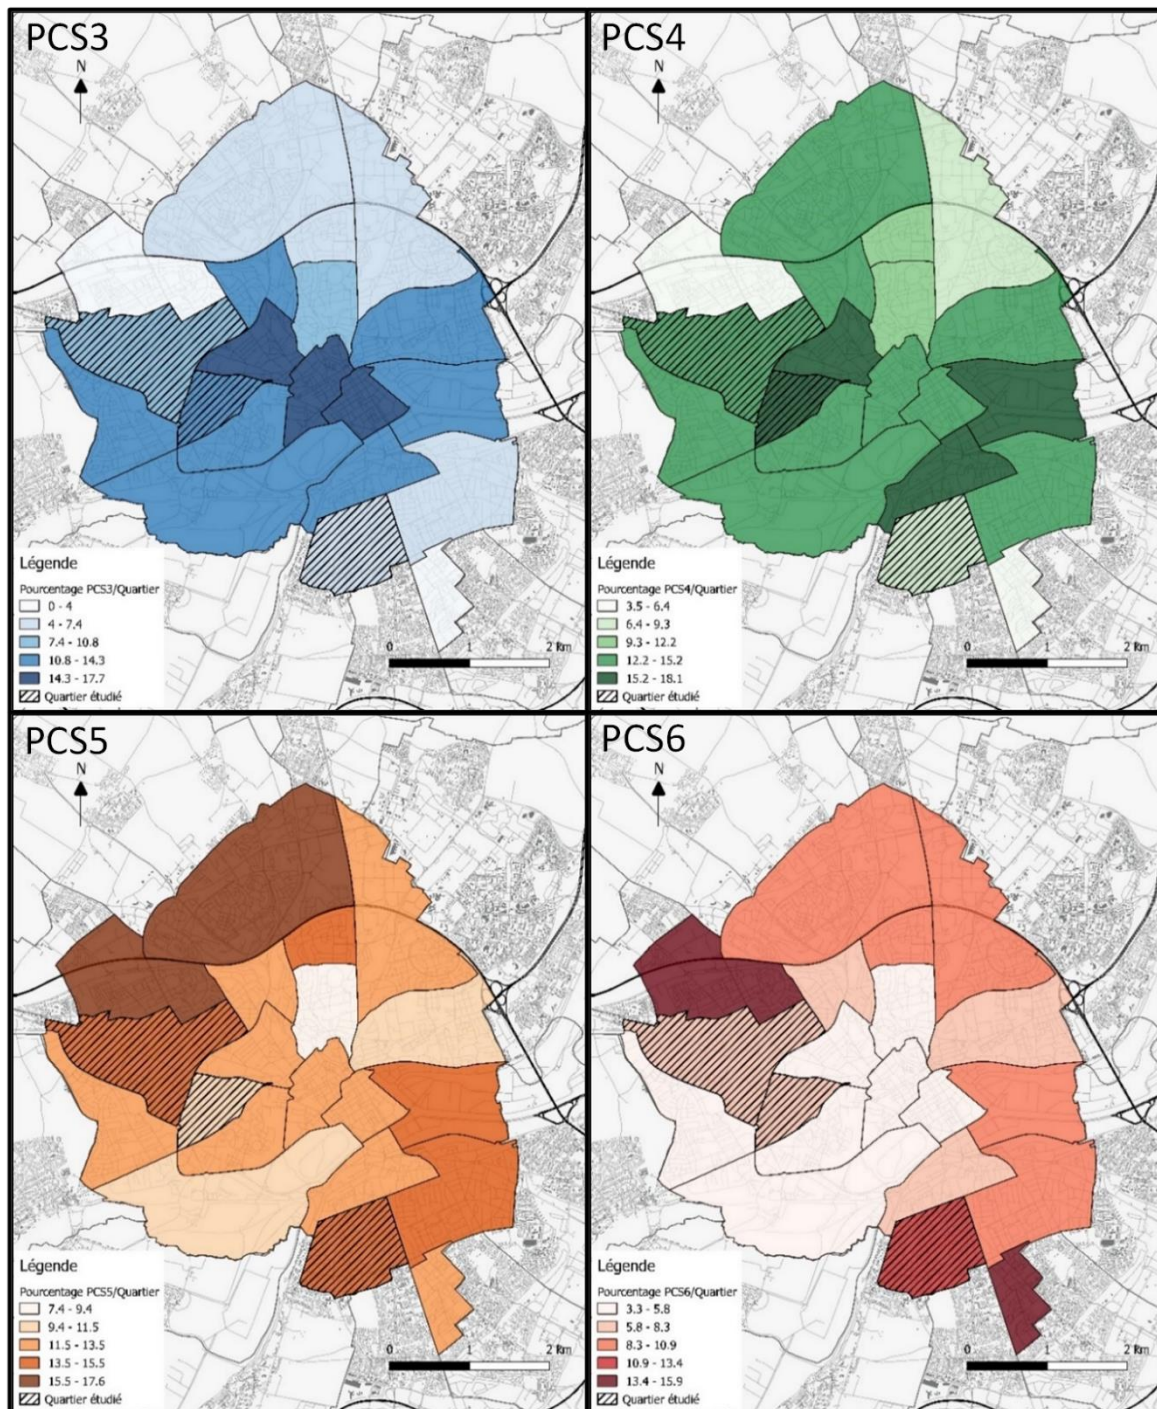 PCS3
N
Légende
Pourcentage PCS3/Quartier
0 - 4
4 - 7.4
7.4 - 10.8
10.8 - 14.3
14.3 - 17.7
Quartier étudié
0 1 2 Km
PCS4
N
Légende
Pourcentage PCS4/Quartier
3.5 - 6.4
6.4 - 9.3
9.3 - 12.2
12.2 - 15.2
15.2 - 18.1
Quartier étudié
0 1 2 Km
PCS5
N
Légende
Pourcentage PCS5/Quartier
7.4 - 9.4
9.4 - 11.5
11.5 - 13.5
13.5 - 15.5
15.5 - 17.6
Quartier étudié
0 1 2 Km
PCS6
N
Légende
Pourcentage PCS6/Quartier
3.3 - 5.8
5.8 - 8.3
8.3 - 10.9
10.9 - 13.4
13.4 - 15.9
Quartier étudié
0 1 2 Km